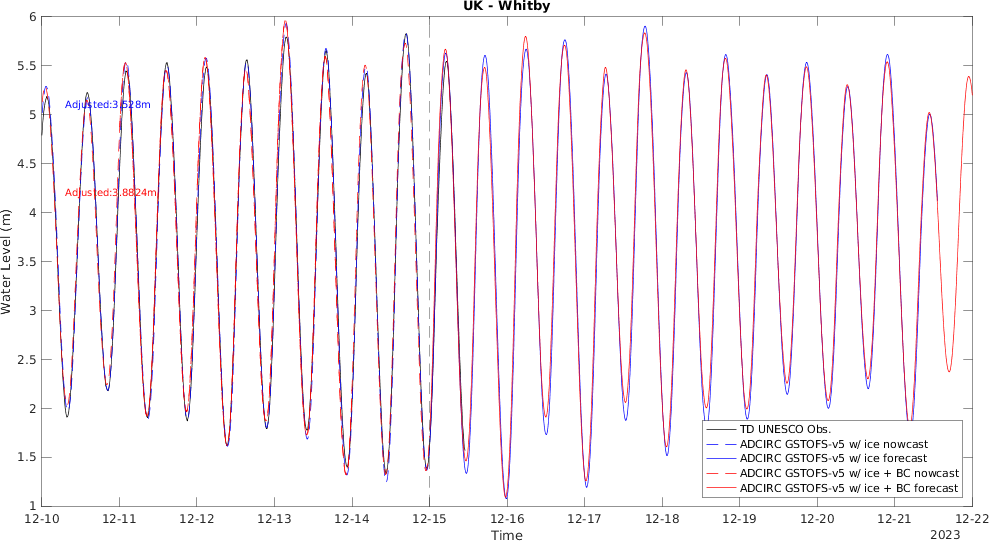 UK - Whitby
6
5.5
5
4.5
4
3.5
3
2.5
2
1.5
1
Water Level (m)
Adjusted:3.528m
Adjusted:3.8824m
TD UNESCO Obs.
ADCIRC GSTOFS-v5 w/ ice nowcast
ADCIRC GSTOFS-v5 w/ ice forecast
ADCIRC GSTOFS-v5 w/ ice + BC nowcast
ADCIRC GSTOFS-v5 w/ ice + BC forecast
12-10 12-11 12-12 12-13 12-14 12-15 12-16 12-17 12-18 12-19 12-20 12-21 12-22
Time
2023